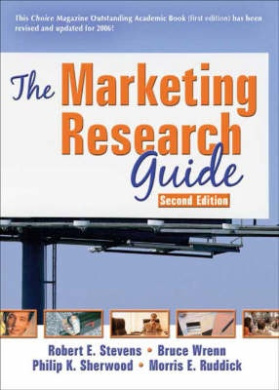 This Choice Magazine Outstanding Academic Book (first edition) has been
revised and updated for 2006!
The Marketing
Research
Guide
Second Edition
Robert E. Stevens • Bruce Wrenn
Philip K. Sherwood • Morris E. Ruddick